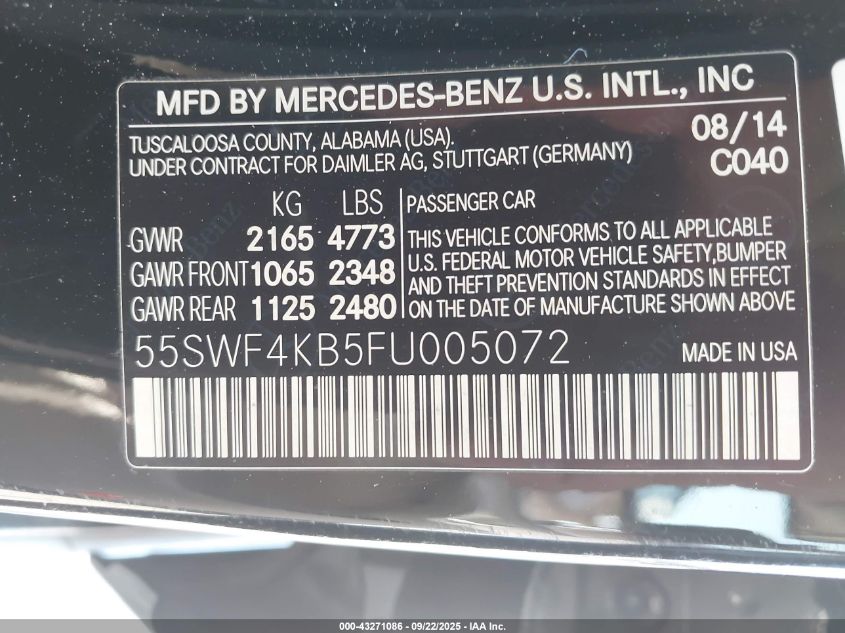 MFD BY MERCEDES-BENZ U.S. INTL., INC
TUSCALOOSA COUNTY, ALABAMA (USA).
UNDER CONTRACT FOR DAIMLER AG, STUTTGART (GERMANY)
08/14
C040
KG LBS
GVWR 2165 4773
GAWR FRONT 1065 2348
GAWR REAR 1125 2480
PASSENGER CAR
THIS VEHICLE CONFORMS TO ALL APPLICABLE
U.S. FEDERAL MOTOR VEHICLE SAFETY,BUMPER
AND THEFT PREVENTION STANDARDS IN EFFECT
ON THE DATE OF MANUFACTURE SHOWN ABOVE
55SWF4KB5FU005072
MADE IN USA
000-43271086 - 09/22/2025 - IAA Inc.